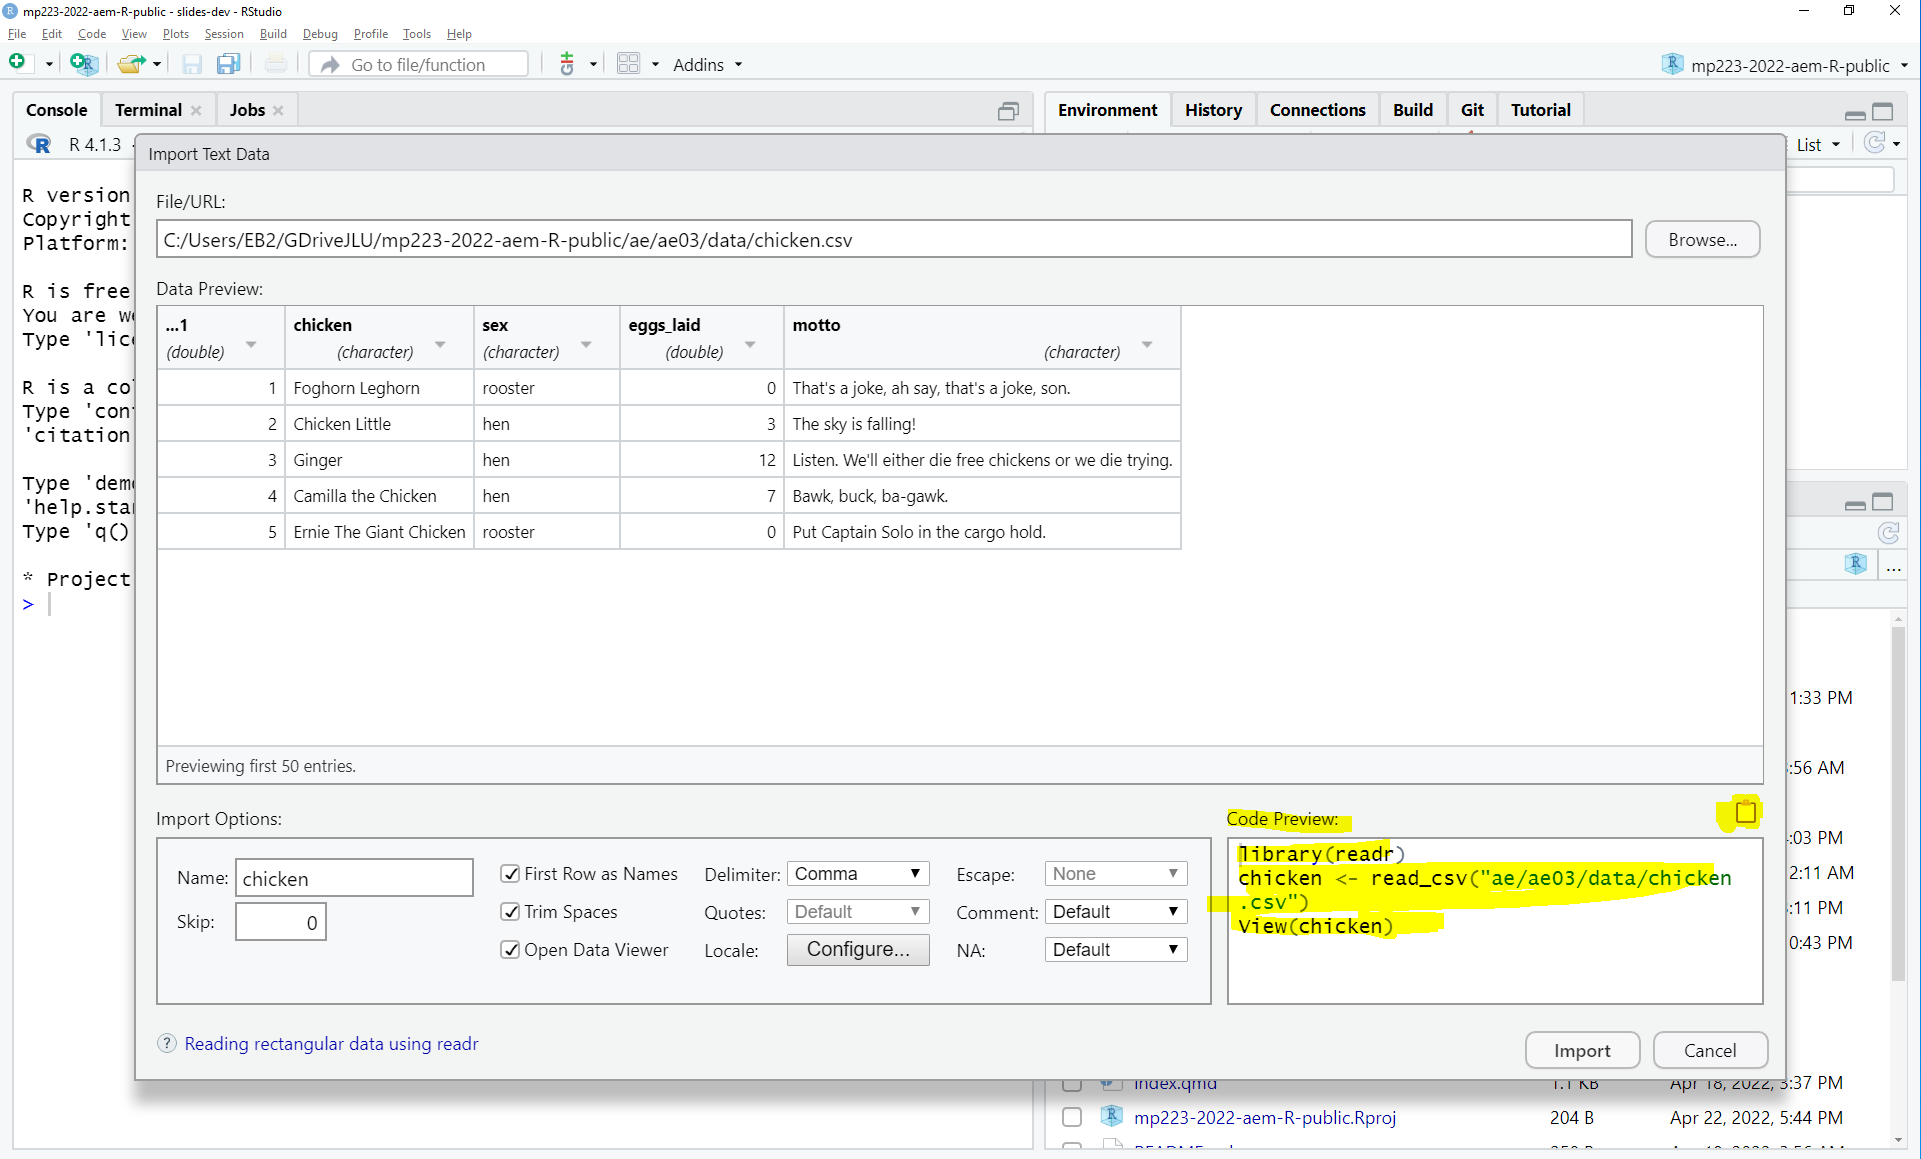 mp223-2022-aem-R-public - slides-dev - RStudio
File Edit Code View Plots Session Build Debug Profile Tools Help
Go to file/function Addins mp223-2022-aem-R-public
Console Terminal Jobs
Environment History Connections Build Git Tutorial
R 4.1.3
List
R version
Copyright
Platform:
R is free
You are we
Type 'lic
R is a co
Type 'con
'citation
Type 'dem
'help.sta
Type 'q()
* Project
>
Import Text Data
File/URL:
C:/Users/EB2/GDriveJLU/mp223-2022-aem-R-public/ae/ae03/data/chicken.csv
Browse...
Data Preview:
...1 chicken sex eggs_laid motto
(double) (character) (character) (double) (character)
1 Foghorn Leghorn rooster 0 That's a joke, ah say, that's a joke, son.
2 Chicken Little hen 3 The sky is falling!
3 Ginger hen 12 Listen. We'll either die free chickens or we die trying.
4 Camilla the Chicken hen 7 Bawk, buck, ba-gawk.
5 Ernie The Giant Chicken rooster 0 Put Captain Solo in the cargo hold.
Previewing first 50 entries.
Import Options:
Name: chicken
Skip: 0
First Row as Names
Trim Spaces
Open Data Viewer
Delimiter: Comma
Quotes: Default
Locale: Configure...
Escape: None
Comment: Default
NA: Default
Code Preview:
library(readr)
chicken <- read_csv("ae/ae03/data/chicken
.csv")
View(chicken)
? Reading rectangular data using readr
Import Cancel
...
1:33 PM
:56 AM
:03 PM
2:11 AM
:11 PM
0:43 PM
index.qmd 1.1 KB Apr 18, 2022, 3:37 PM
mp223-2022-aem-R-public.Rproj 204 B Apr 22, 2022, 5:44 PM